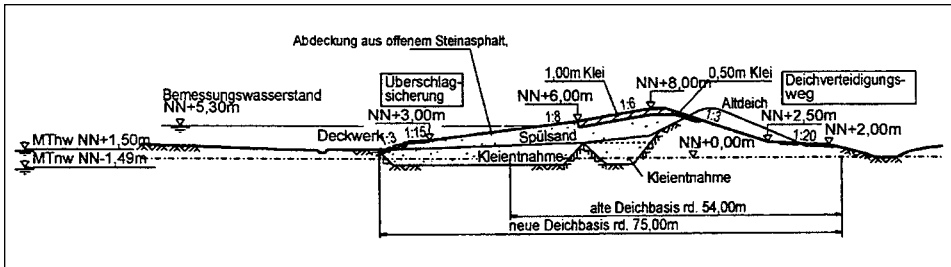 Abdeckung aus offenem Steinasphalt,
Überschlag-
sicherung
1,00m Klei
0,50m Klei
Deichverteidigungs-
weg
Bemessungswasserstand
NN+5,30m
NN+3,00m
NN+6,00m
NN+8,00m
1:6
Altdeich
NN+2,50m
MThw NN+1,50m
Deckwerk
1:3
1:15
1:8
Spülsand
1:3
1:20
NN+2,00m
MTnw NN-1,49m
Kleientnahme
NN+0,00m
Kleientnahme
alte Deichbasis rd. 54,00m
neue Deichbasis rd. 75,00m